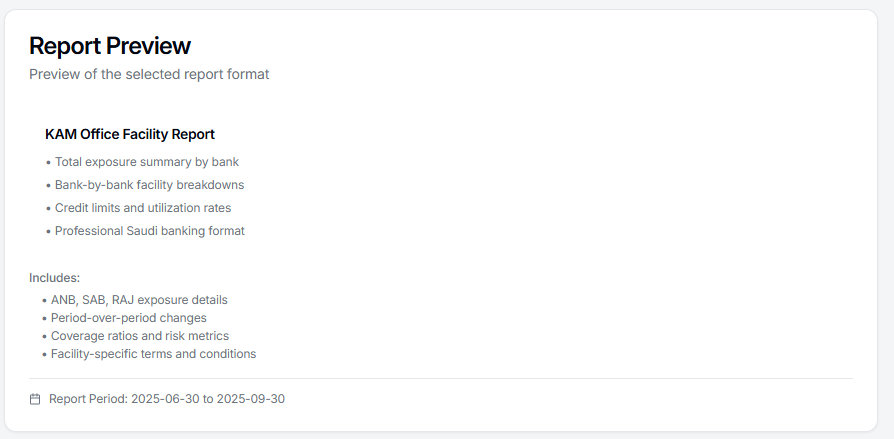 Report Preview
Preview of the selected report format
KAM Office Facility Report
• Total exposure summary by bank
• Bank-by-bank facility breakdowns
• Credit limits and utilization rates
• Professional Saudi banking format
Includes:
• ANB, SAB, RAJ exposure details
• Period-over-period changes
• Coverage ratios and risk metrics
• Facility-specific terms and conditions
Report Period: 2025-06-30 to 2025-09-30